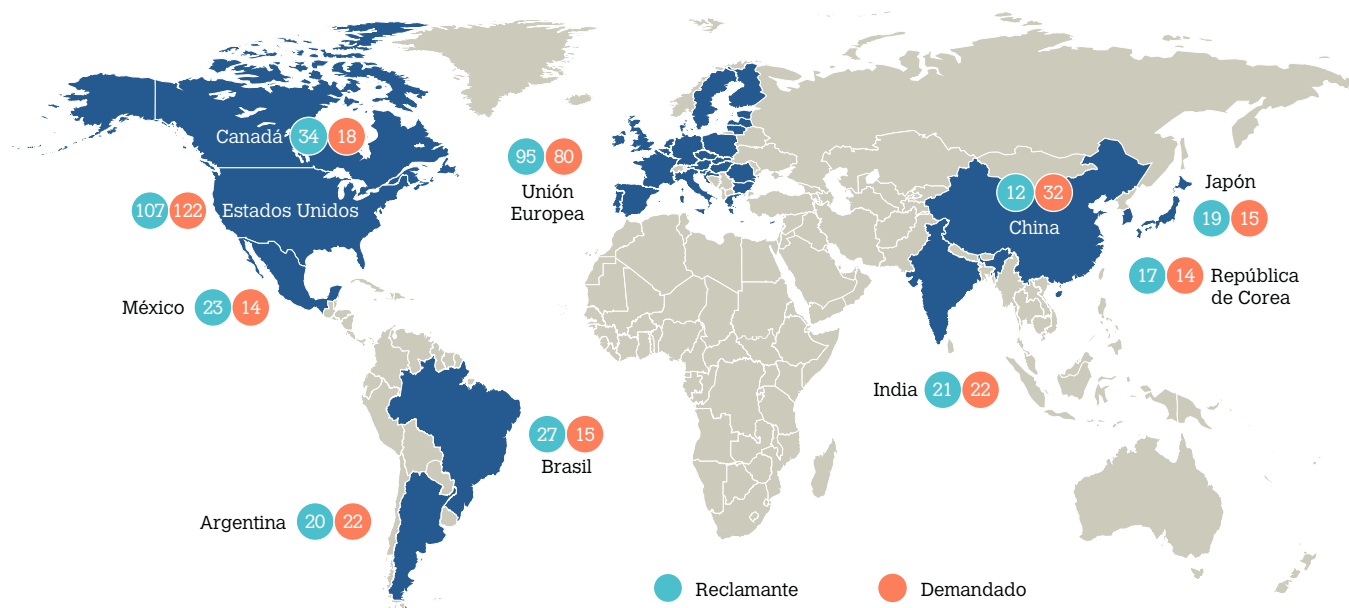 Canadá 34 18
95 80
Unión
Europea
107 122 Estados Unidos
12 32
China
Japón
19 15
17 14 República
de Corea
México 23 14
India 21 22
27 15
Brasil
Argentina 20 22
Reclamante
Demandado